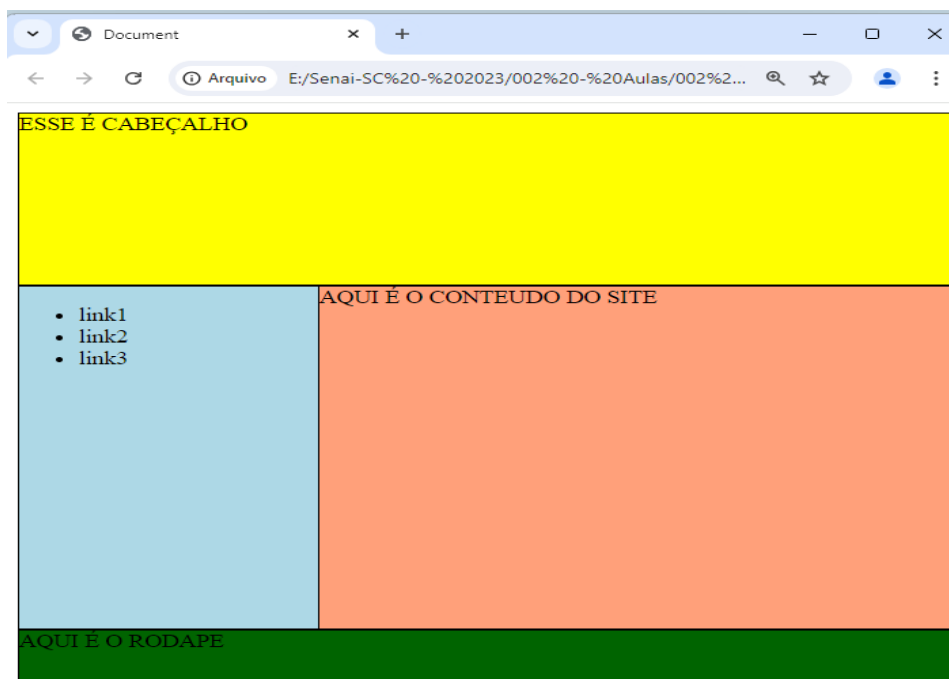 Document
Arquivo E:/Senai-SC%20-%202023/002%20-%20Aulas/002%2...
ESSE É CABEÇALHO
link1
link2
link3
AQUI É O CONTEUDO DO SITE
AQUI É O RODAPE